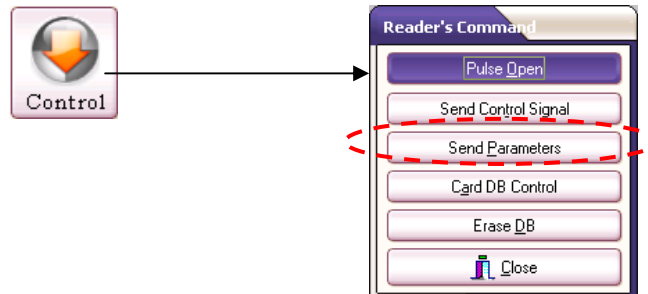 Control
Reader's Command
Pulse Open
Send Control Signal
Send Parameters
Card DB Control
Erase DB
Close